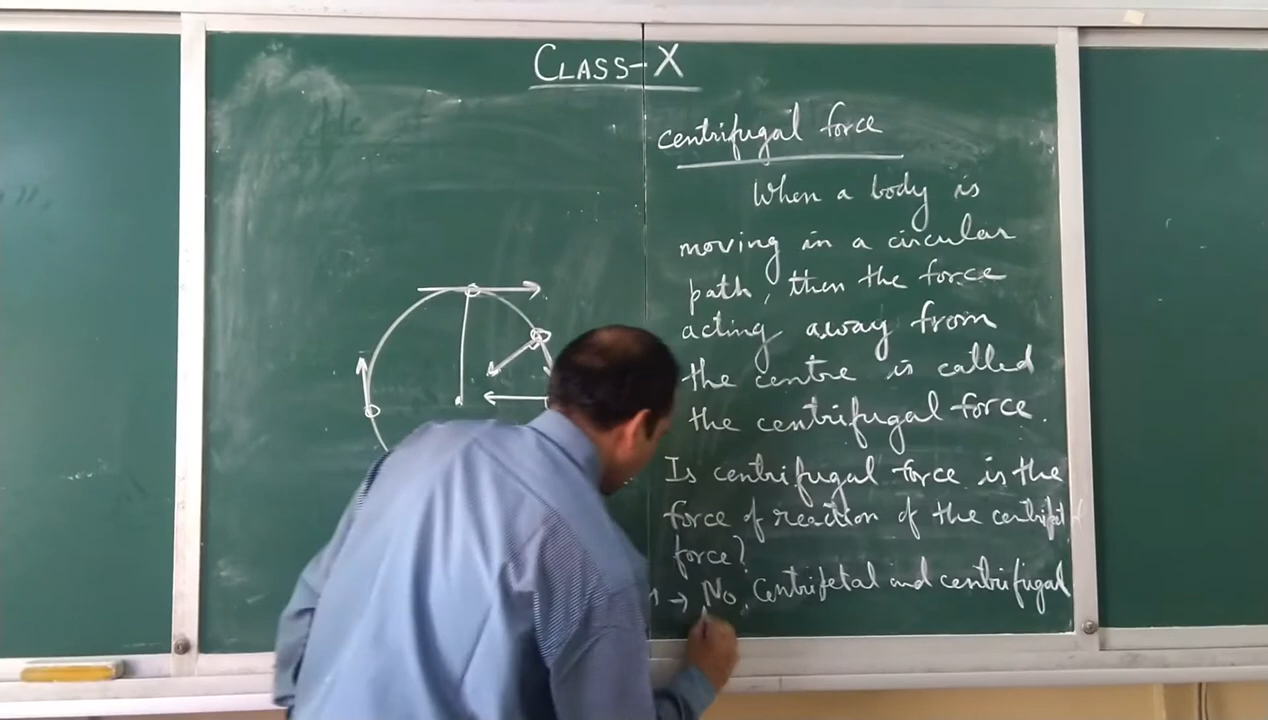 CLASS-X
centrifugal force
When a body is
moving in a circular
path, then the force
acting away from
the centre is called
the centrifugal force.
Is centrifugal force is the
force of reaction of the
force?
→ No, Centrifetal and centrifugal